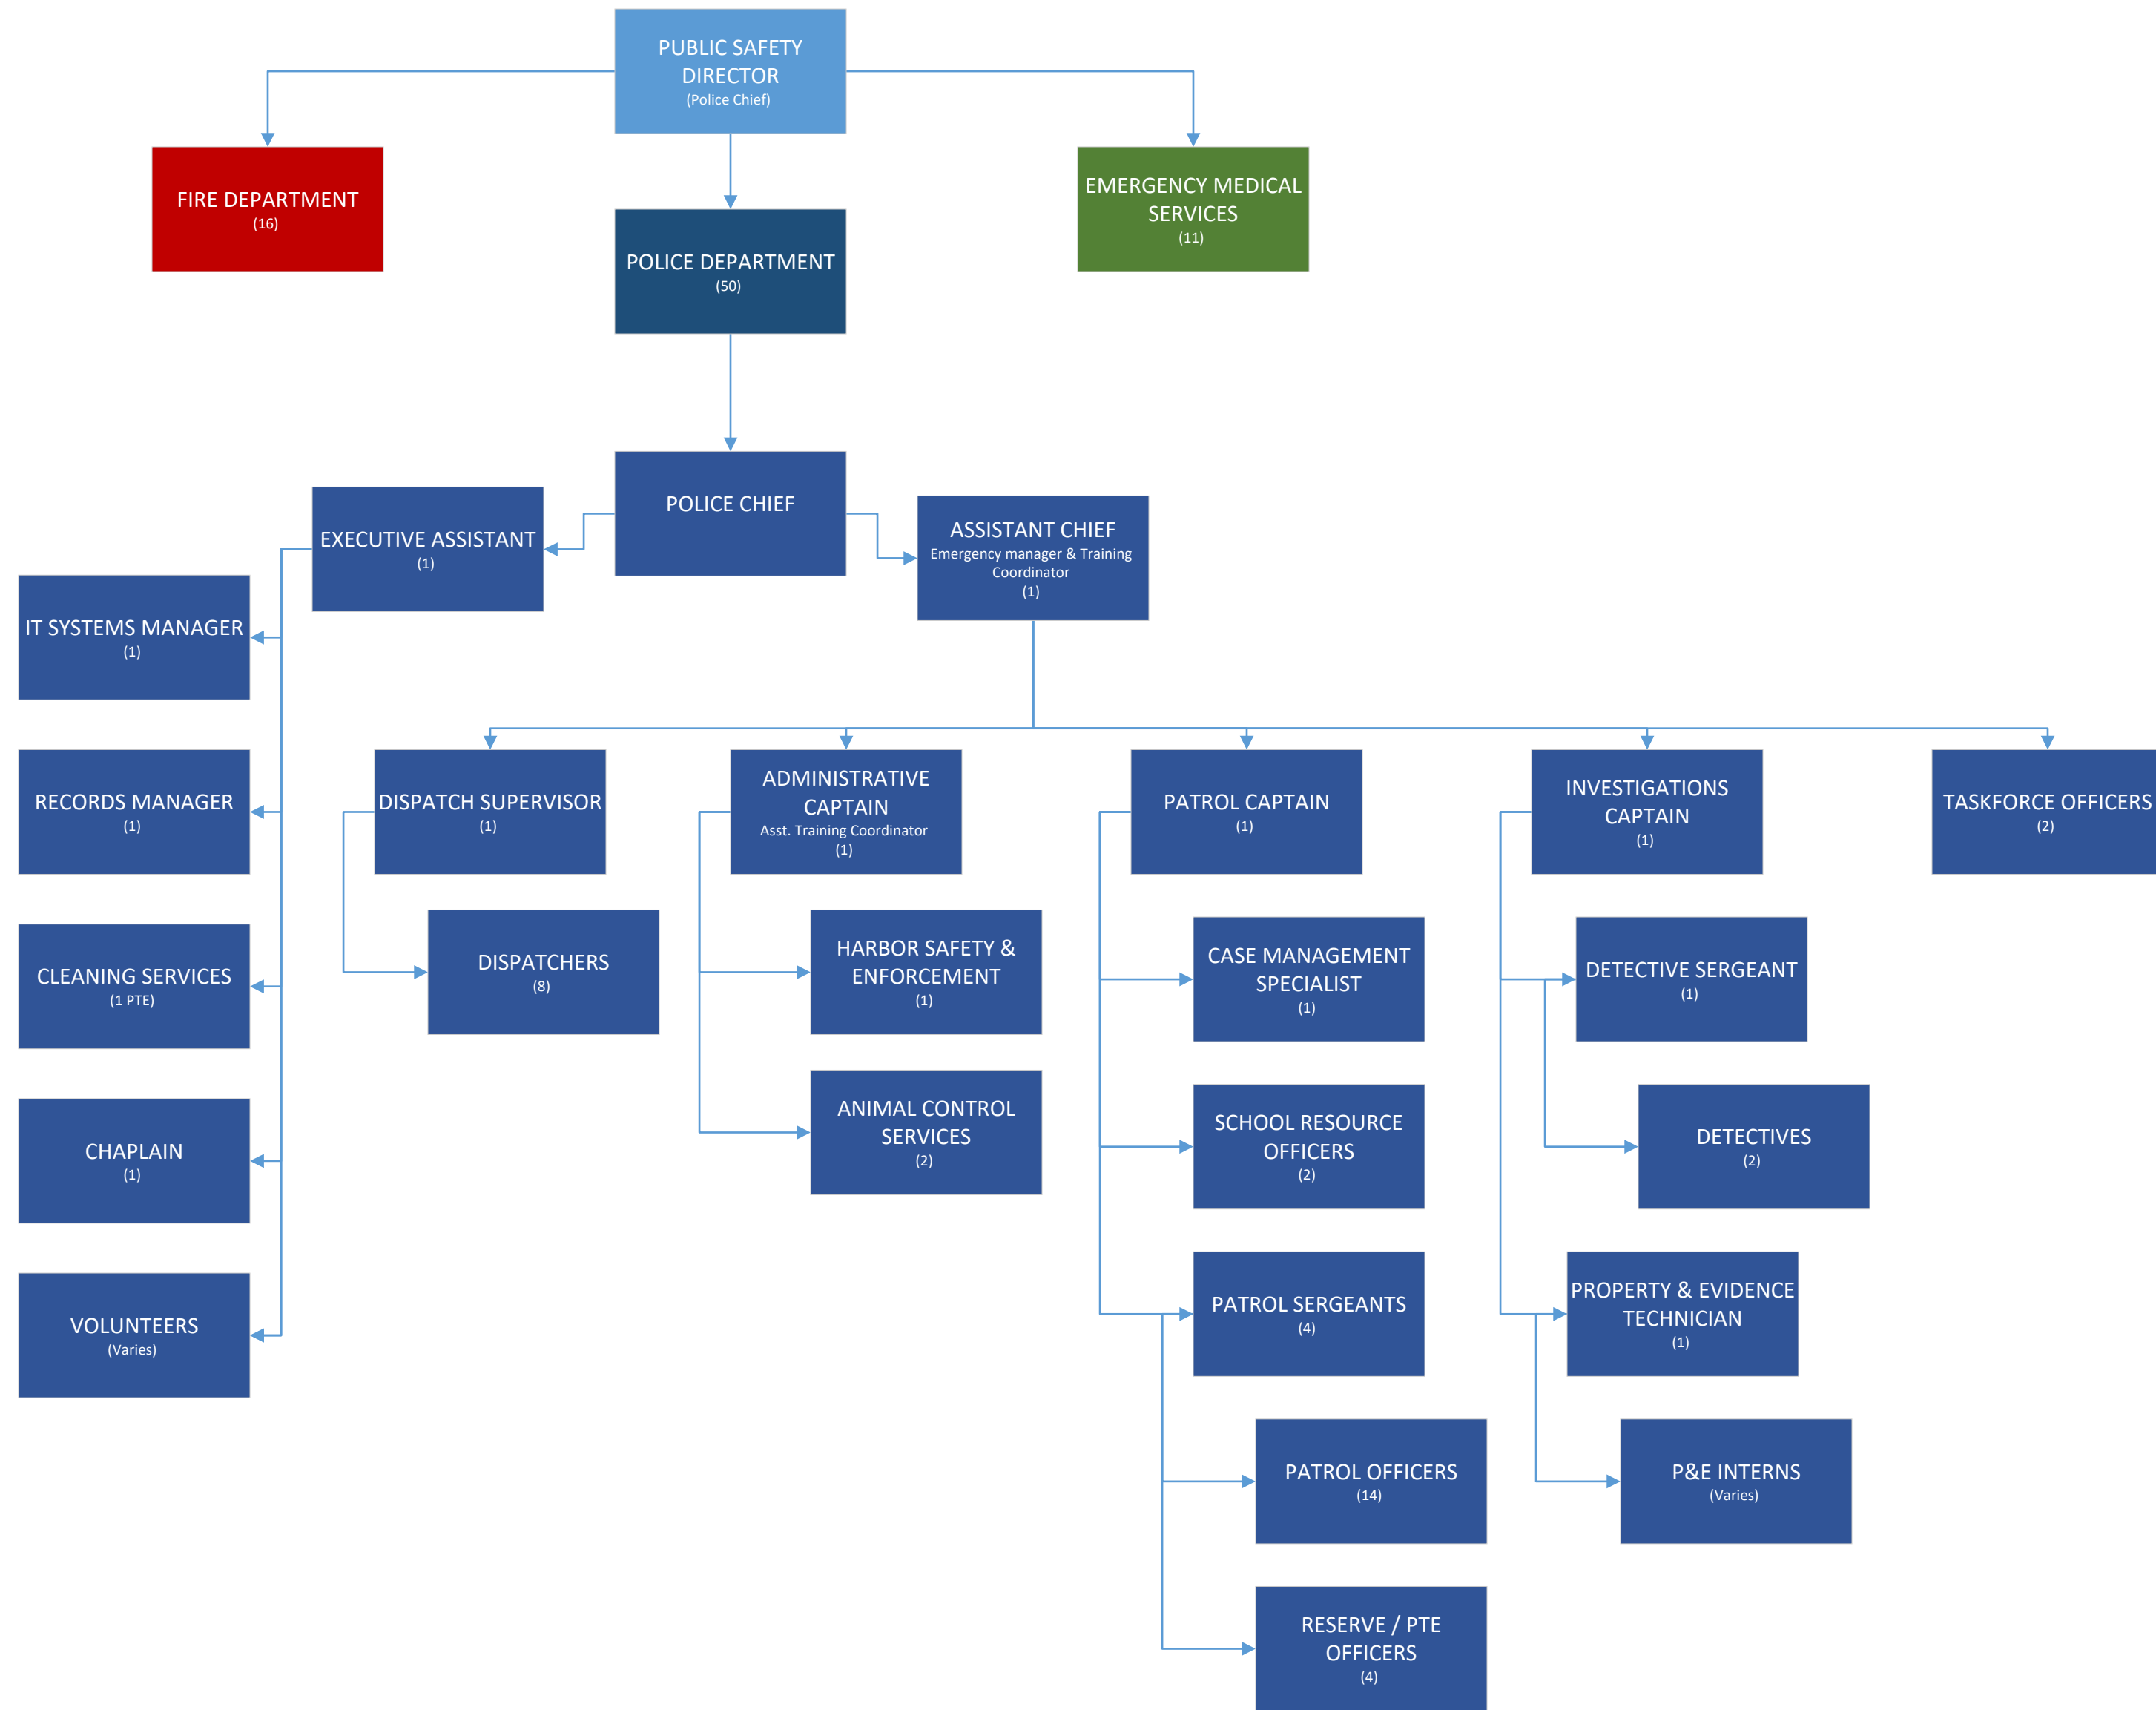 PUBLIC SAFETY
DIRECTOR
(Police Chief)
FIRE DEPARTMENT
(16)
POLICE DEPARTMENT
(50)
EMERGENCY MEDICAL
SERVICES
(11)
POLICE CHIEF
EXECUTIVE ASSISTANT
(1)
ASSISTANT CHIEF
Emergency manager & Training
Coordinator
(1)
IT SYSTEMS MANAGER
(1)
RECORDS MANAGER
(1)
CLEANING SERVICES
(1 PTE)
CHAPLAIN
(1)
VOLUNTEERS
(Varies)
DISPATCH SUPERVISOR
(1)
DISPATCHERS
(8)
ADMINISTRATIVE
CAPTAIN
Asst. Training Coordinator
(1)
HARBOR SAFETY &
ENFORCEMENT
(1)
ANIMAL CONTROL
SERVICES
(2)
PATROL CAPTAIN
(1)
CASE MANAGEMENT
SPECIALIST
(1)
SCHOOL RESOURCE
OFFICERS
(2)
PATROL SERGEANTS
(4)
PATROL OFFICERS
(14)
RESERVE / PTE
OFFICERS
(4)
INVESTIGATIONS
CAPTAIN
(1)
DETECTIVE SERGEANT
(1)
DETECTIVES
(2)
PROPERTY & EVIDENCE
TECHNICIAN
(1)
P&E INTERNS
(Varies)
TASKFORCE OFFICERS
(2)